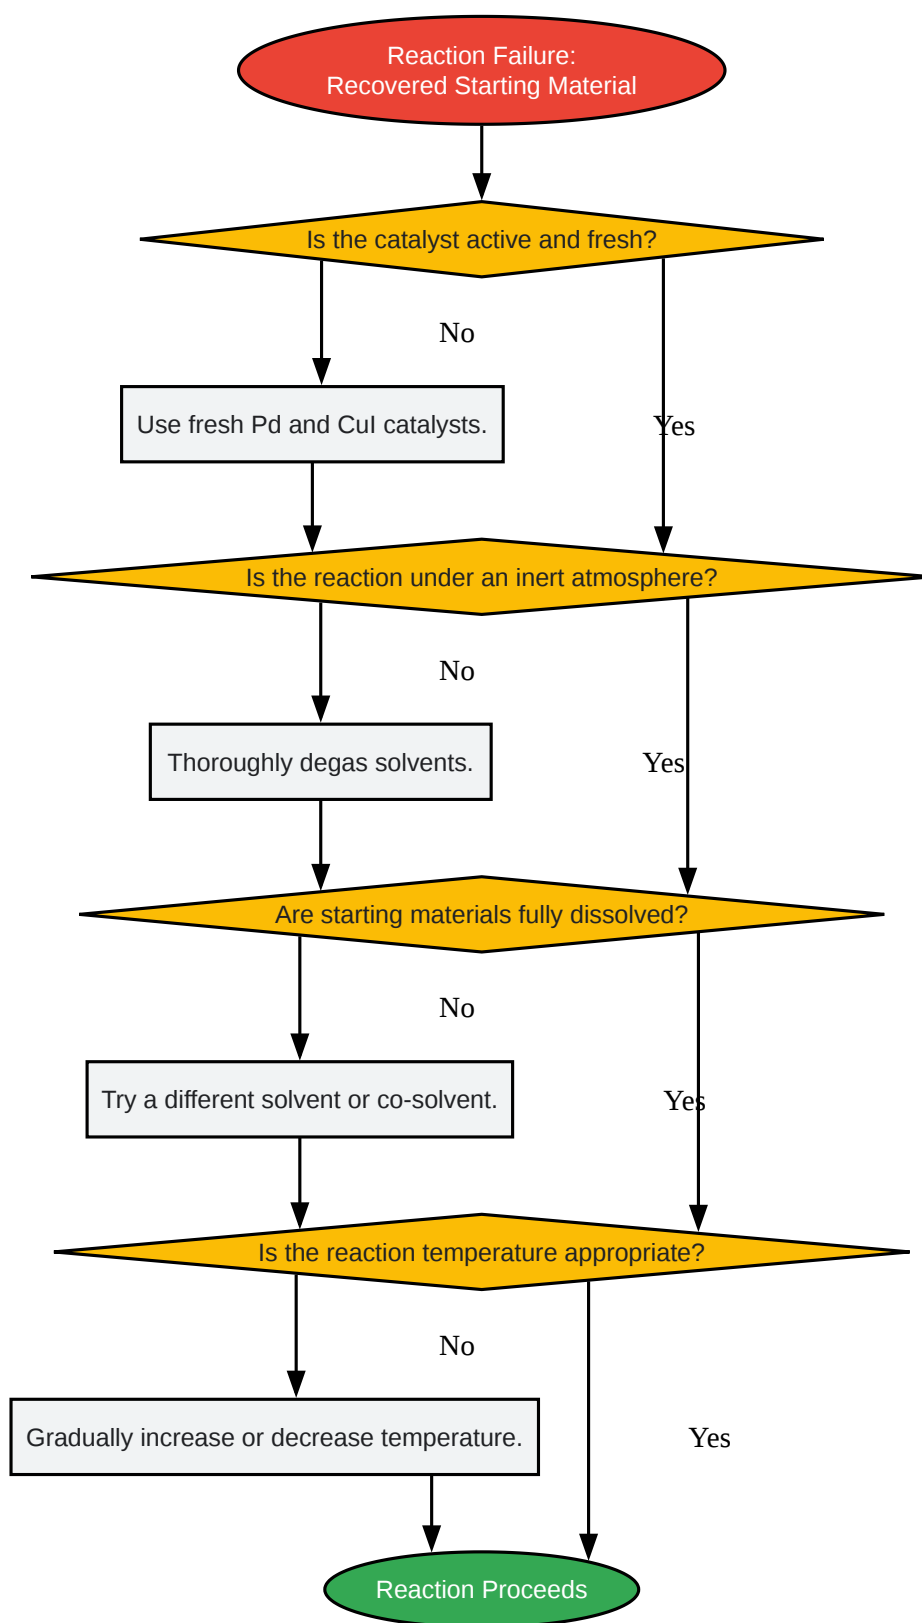 Reaction Failure:
Recovered Starting Material
Is the catalyst active and fresh?
No
Use fresh Pd and CuI catalysts.
Yes
Is the reaction under an inert atmosphere?
No
Thoroughly degas solvents.
Yes
Are starting materials fully dissolved?
No
Try a different solvent or co-solvent.
Yes
Is the reaction temperature appropriate?
No
Gradually increase or decrease temperature.
Yes
Reaction Proceeds